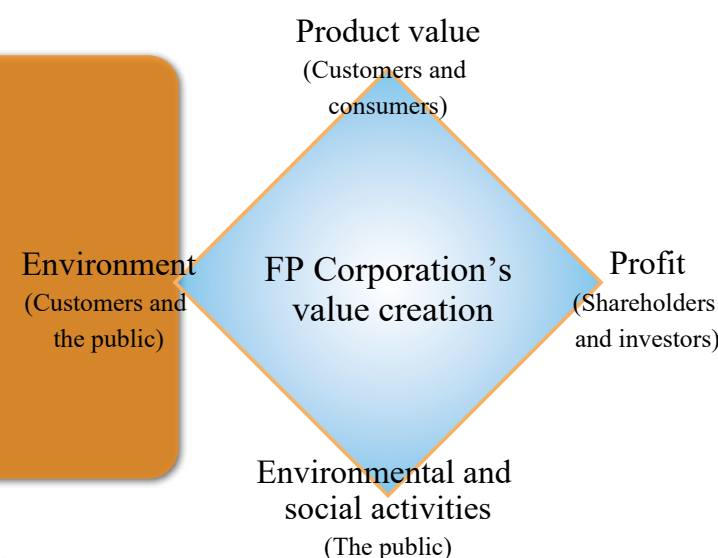 Product value
(Customers and
consumers)
Environment
(Customers and
the public)
FP Corporation’s
value creation
Profit
(Shareholders
and investors)
Environmental and
social activities
(The public)